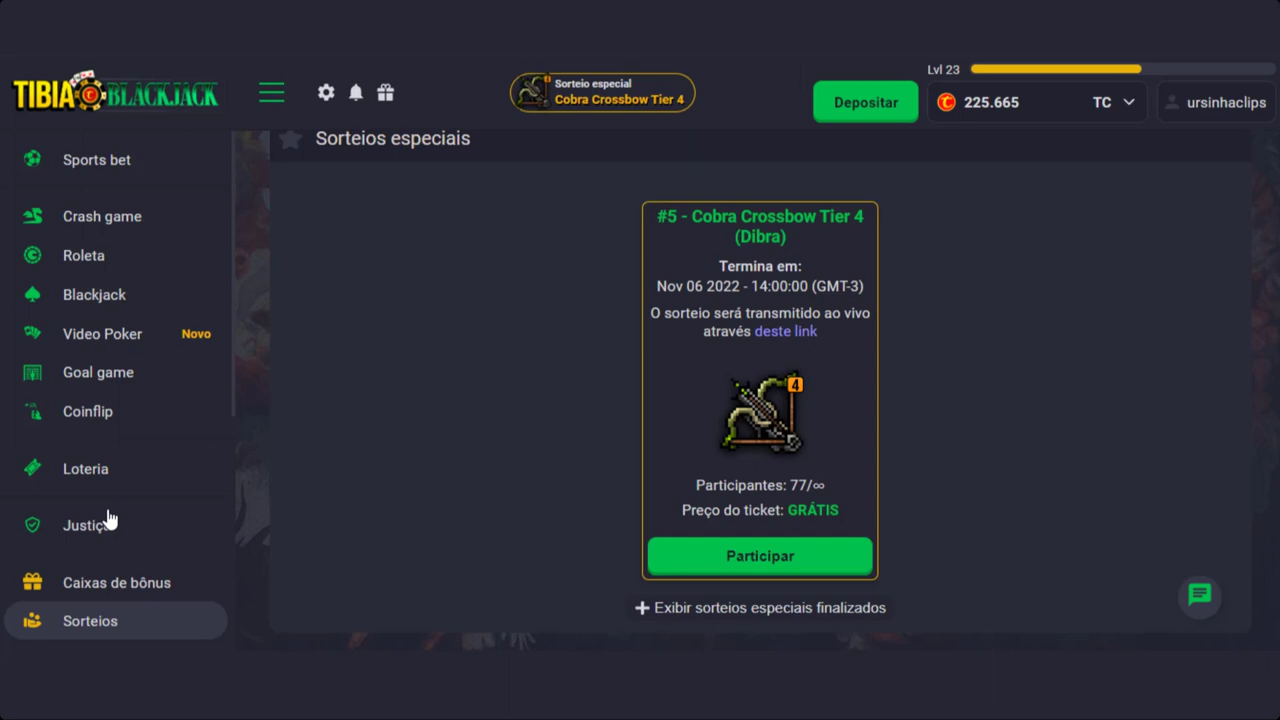 TIBIA BLACKJACK
Sorteio especial
Cobra Crossbow Tier 4
Depositar
Lvl 23
225.665
TC
ursinhaclips
Sports bet
Crash game
Roleta
Blackjack
Video Poker
Novo
Goal game
Coinflip
Loteria
Justiça
Caixas de bônus
Sorteios
Sorteios especiais
#5 - Cobra Crossbow Tier 4
(Dibra)
Termina em:
Nov 06 2022 - 14:00:00 (GMT-3)
O sorteio será transmitido ao vivo
através deste link
4
Participantes: 77/∞
Preço do ticket: GRÁTIS
Participar
+ Exibir sorteios especiais finalizados